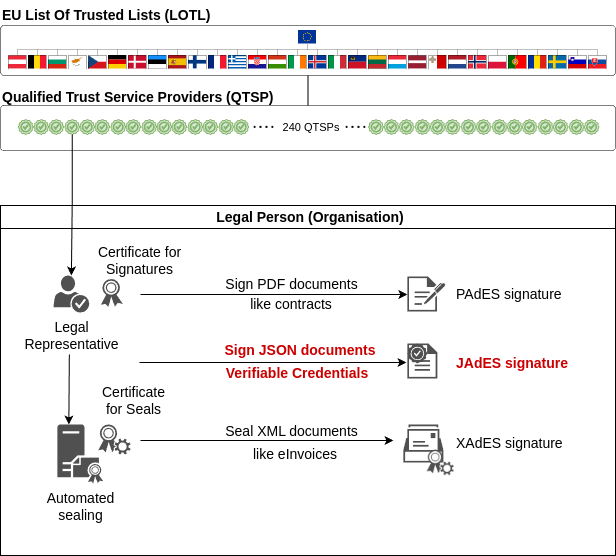 EU List Of Trusted Lists (LOTL)
Qualified Trust Service Providers (QTSP)
240 QTSPs
Legal Person (Organisation)
Certificate for
Signatures
Sign PDF documents
like contracts
PAdES signature
Legal
Representative
Sign JSON documents
Verifiable Credentials
JAdES signature
Certificate
for Seals
Seal XML documents
like eInvoices
XAdES signature
Automated
sealing